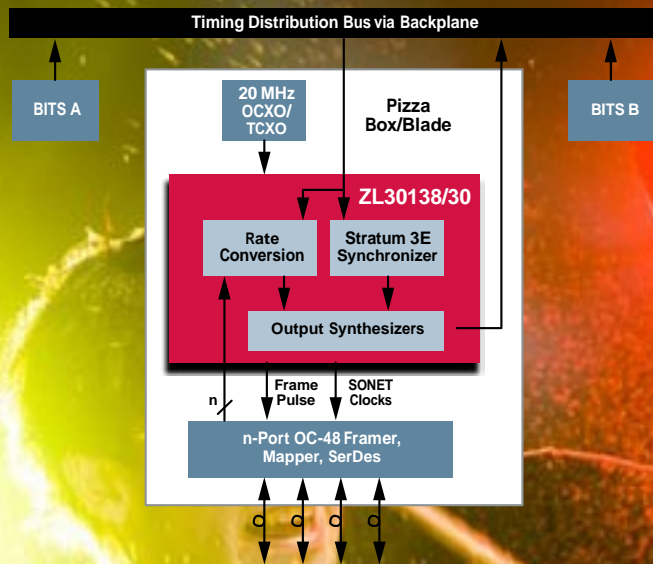 Timing Distribution Bus via Backplane
BITS A
20 MHz
OCXO/
TCXO
Pizza
Box/Blade
BITS B
ZL30138/30
Rate
Conversion
Stratum 3E
Synchronizer
Output Synthesizers
n
Frame
Pulse
SONET
Clocks
n-Port OC-48 Framer,
Mapper, SerDes